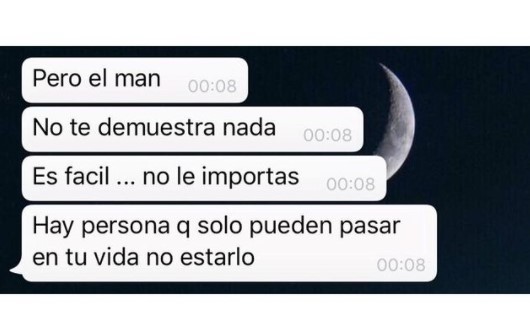 Pero el man 00:08
No te demuestra nada 00:08
Es facil ... no le importas 00:08
Hay persona q solo pueden pasar
en tu vida no estarlo 00:08